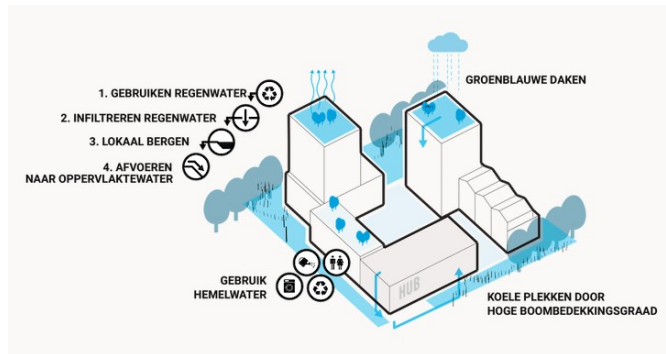 1. GEBRUIKEN REGENWATER
2. INFILTREREN REGENWATER
3. LOKAAL BERGEN
4. AFVOEREN
NAAR OPPERVLAKTEWATER
GROENBLAUWE DAKEN
GEBRUIK
HEMELWATER
HUB
KOELE PLEKKEN DOOR
HOGE BOOMBEDEKKINGSGRAAD